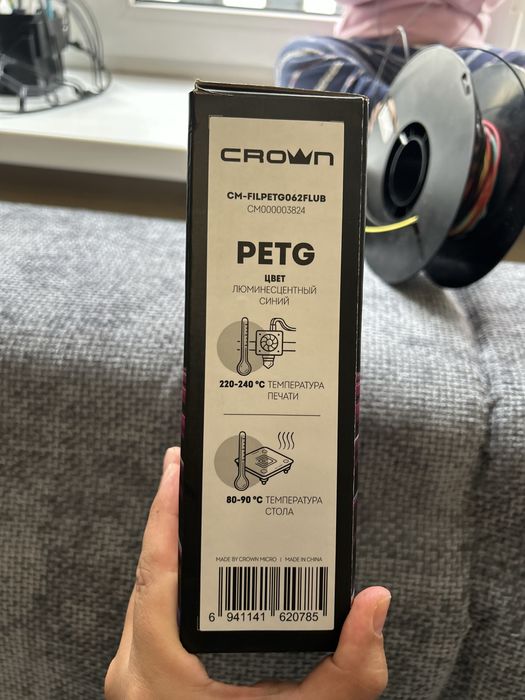 CROWN
CM-FILPETG062FLUB
CM000003824
PETG
ЦВЕТ
ЛЮМИНЕСЦЕНТНЫЙ
СИНИЙ
220-240 °C ТЕМПЕРАТУРА
ПЕЧАТИ
80-90 °C ТЕМПЕРАТУРА
СТОЛА
MADE BY CROWN MICRO | MADE IN CHINA
6 941141 620785